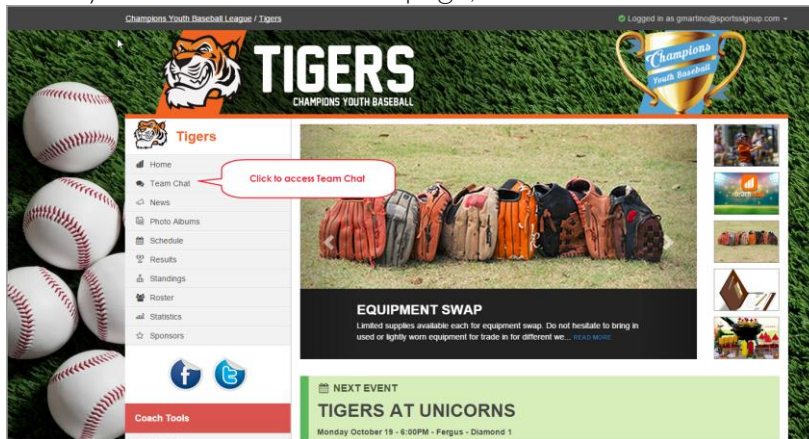 Champions Youth Baseball League / Tigers
Logged in as gmartino@sportssignup.com
TIGERS
CHAMPIONS YOUTH BASEBALL
Champions
Youth Baseball
Tigers
Home
Team Chat
Click to access Team Chat
News
Photo Albums
Schedule
Results
Standings
Roster
Statistics
Sponsors
EQUIPMENT SWAP
Limited supplies available each for equipment swap. Do not hesitate to bring in
used or lightly worn equipment for trade in for different we... READ MORE
Coach Tools
NEXT EVENT
TIGERS AT UNICORNS
Monday October 19 - 6:00PM - Fergus - Diamond 1